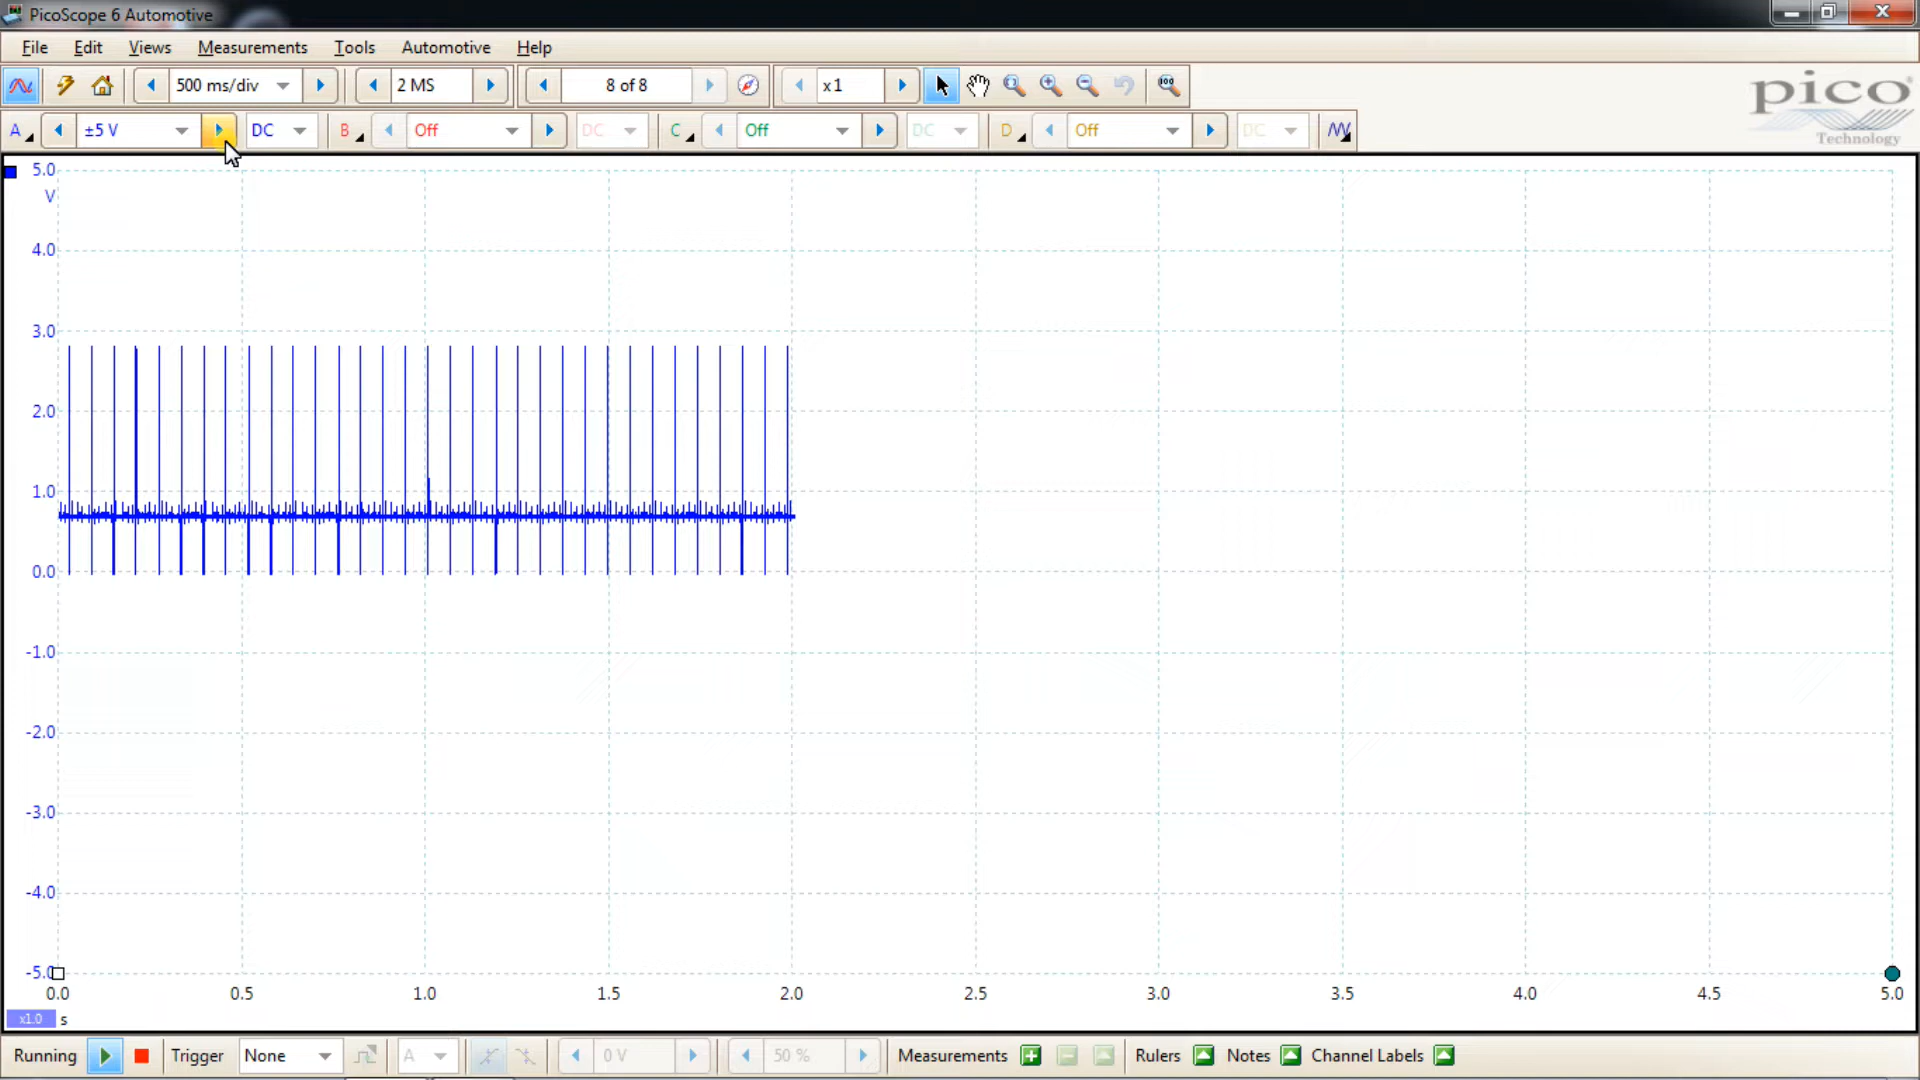 PicoScope 6 Automotive
File Edit Views Measurements Tools Automotive Help
500 ms/div 2 MS 8 of 8 x1 100
pico
Technology
A ±5 V DC B Off DC C Off DC D Off DC
5.0
V
4.0
3.0
2.0
1.0
0.0
-1.0
-2.0
-3.0
-4.0
-5.0
0.0 0.5 1.0 1.5 2.0 2.5 3.0 3.5 4.0 4.5 5.0
x1.0 s
Running Trigger None A 0 V 50 % Measurements Rulers Notes Channel Labels